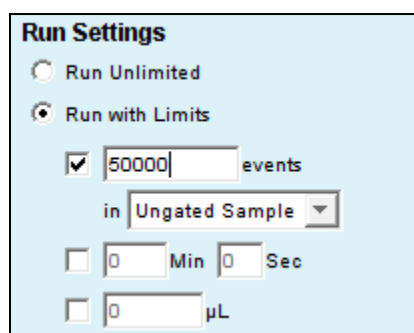 Run Settings
Run Unlimited
Run with Limits
50000 events
in Ungated Sample
0 Min 0 Sec
0 µL